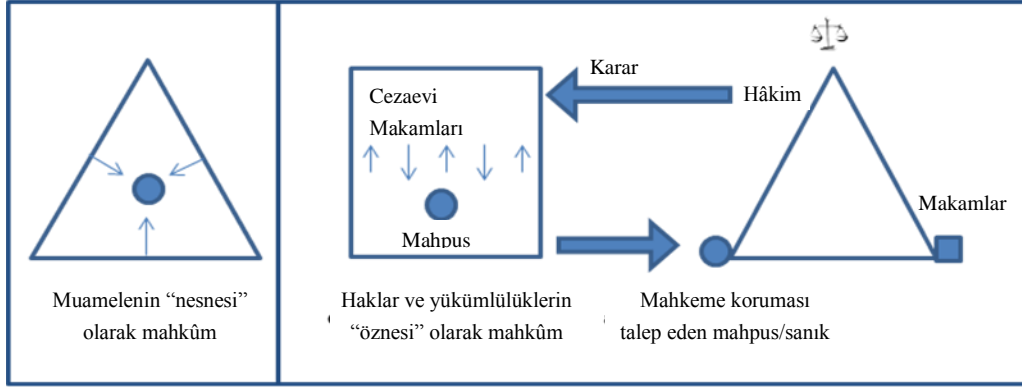 Muamelenin “nesnesi”
olarak mahkûm
Cezaevi
Makamları
Mahpus
Haklar ve yükümlülüklerin
“öznesi” olarak mahkûm
Karar
Hâkim
Makamlar
Mahkeme koruması
talep eden mahpus/sanık